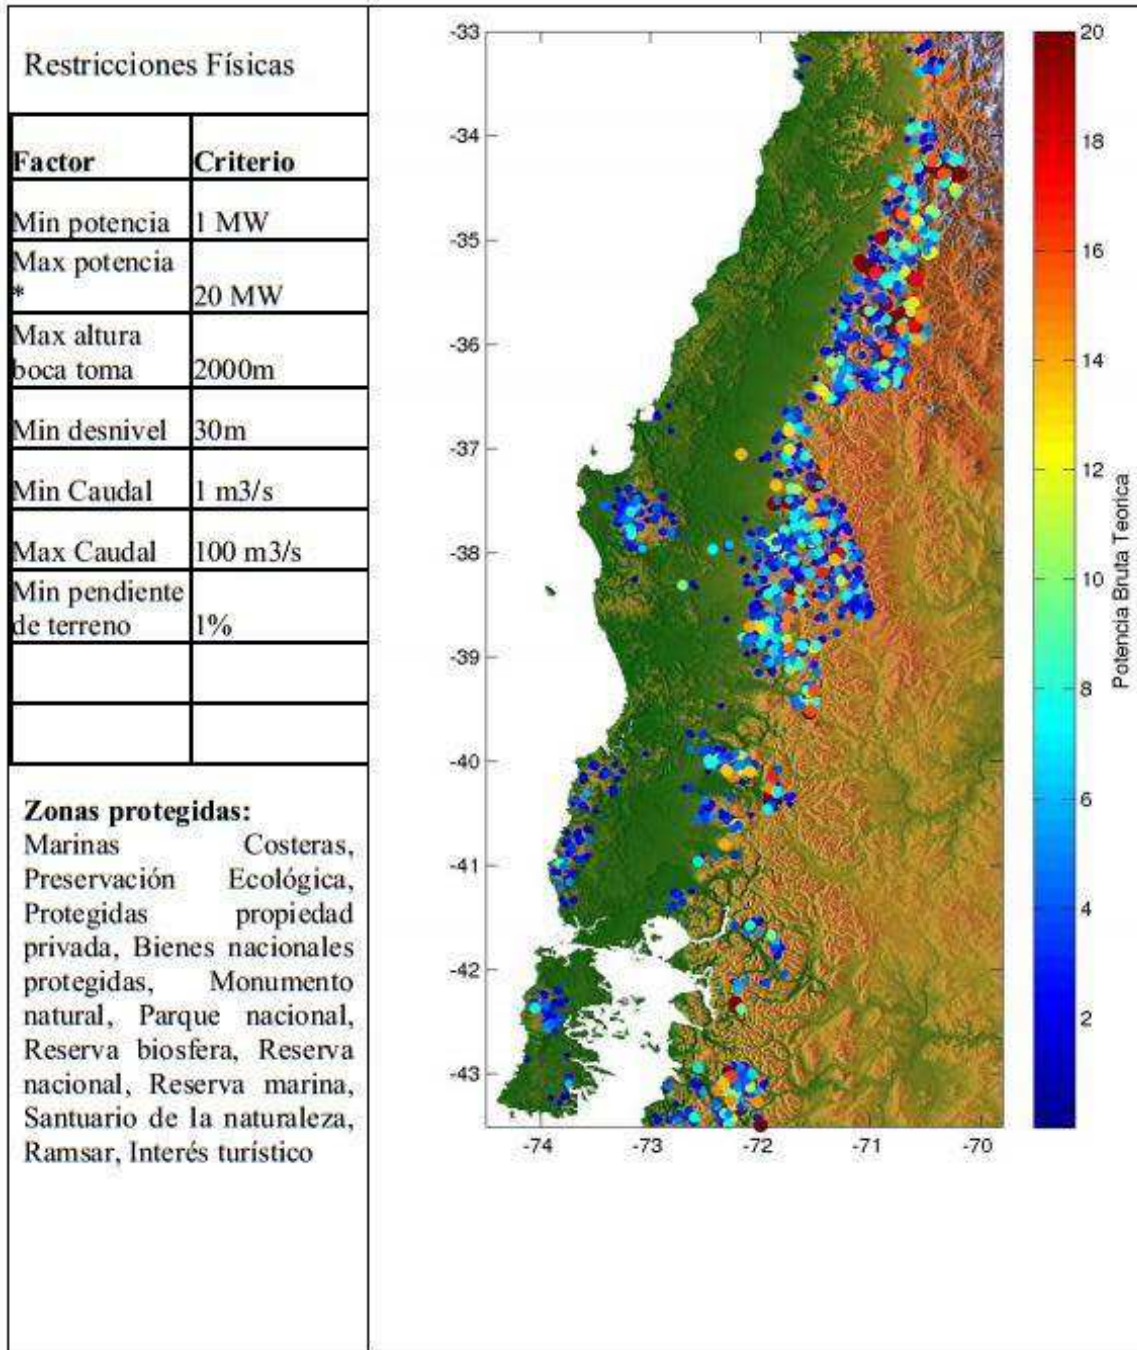 Restricciones Físicas
Factor Criterio
Min potencia 1 MW
Max potencia
* 20 MW
Max altura
boca toma 2000m
Min desnivel 30m
Min Caudal 1 m3/s
Max Caudal 100 m3/s
Min pendiente
de terreno 1%
Zonas protegidas:
Marinas Costeras,
Preservación Ecológica,
Protegidas propiedad
privada, Bienes nacionales
protegidas, Monumento
natural, Parque nacional,
Reserva biosfera, Reserva
nacional, Reserva marina,
Santuario de la naturaleza,
Ramsar, Interés turístico
-33
-34
-35
-36
-37
-38
-39
-40
-41
-42
-43
-74 -73 -72 -71 -70
20
18
16
14
12
10
8
6
4
2
Potencia Bruta Teorica